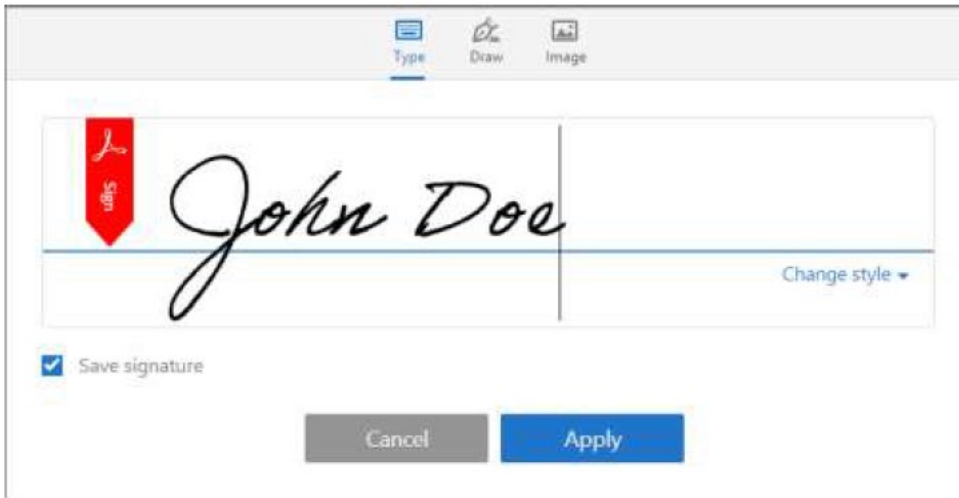 Type Draw Image
Sign
John Doe
Change style
Save signature
Cancel Apply